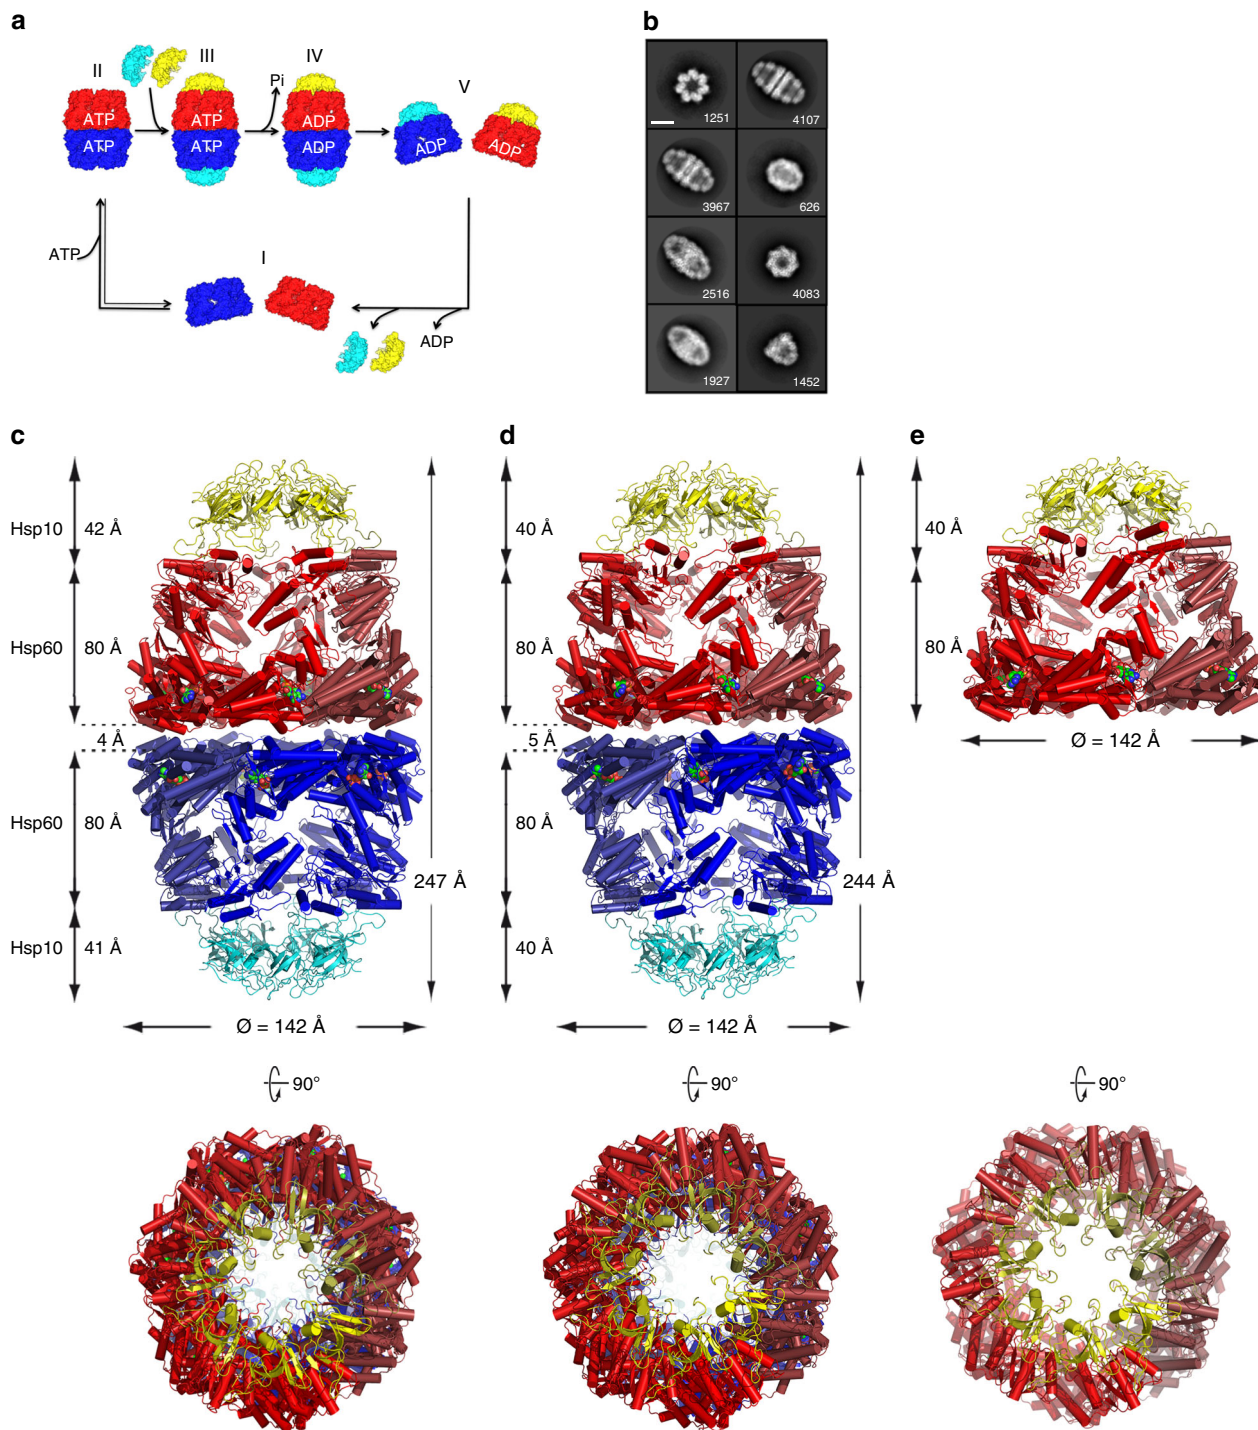 a
II
III
IV
V
Pi
ATP
ATP
ATP
ATP
ADP
ADP
ADP
ADP
ATP
I
ADP
b
1251
4107
3967
626
2516
4083
1927
1452
c
Hsp10
42 Å
Hsp60
80 Å
4 Å
Hsp60
80 Å
Hsp10
41 Å
247 Å
Ø = 142 Å
90°
d
40 Å
80 Å
5 Å
80 Å
40 Å
244 Å
Ø = 142 Å
90°
e
40 Å
80 Å
Ø = 142 Å
90°